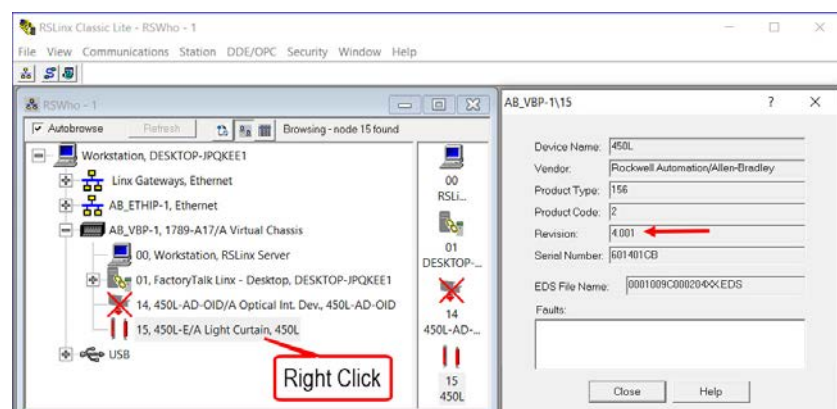 RSLinx Classic Lite - RSWho - 1
File View Communications Station DDE/OPC Security Window Help
RSWho - 1
Autobrowse Refresh Browsing - node 15 found
Workstation, DESKTOP-JPQKEE1
Linx Gateways, Ethernet
AB_ETHIP-1, Ethernet
AB_VBP-1, 1789-A17/A Virtual Chassis
00, Workstation, RSLinx Server
01, FactoryTalk Linx - Desktop, DESKTOP-JPQKEE1
14, 450L-AD-OID/A Optical Int. Dev., 450L-AD-OID
15, 450L-E/A Light Curtain, 450L
USB
Right Click
00
RSLi...
01
DESKTOP-...
14
450L-AD-...
15
450L
AB_VBP-1\15 ?
Device Name: 450L
Vendor: Rockwell Automation/Allen-Bradley
Product Type: 156
Product Code: 2
Revision: 4.001
Serial Number: 601401CB
EDS File Name: 0001009C000204XX.EDS
Faults:
Close Help